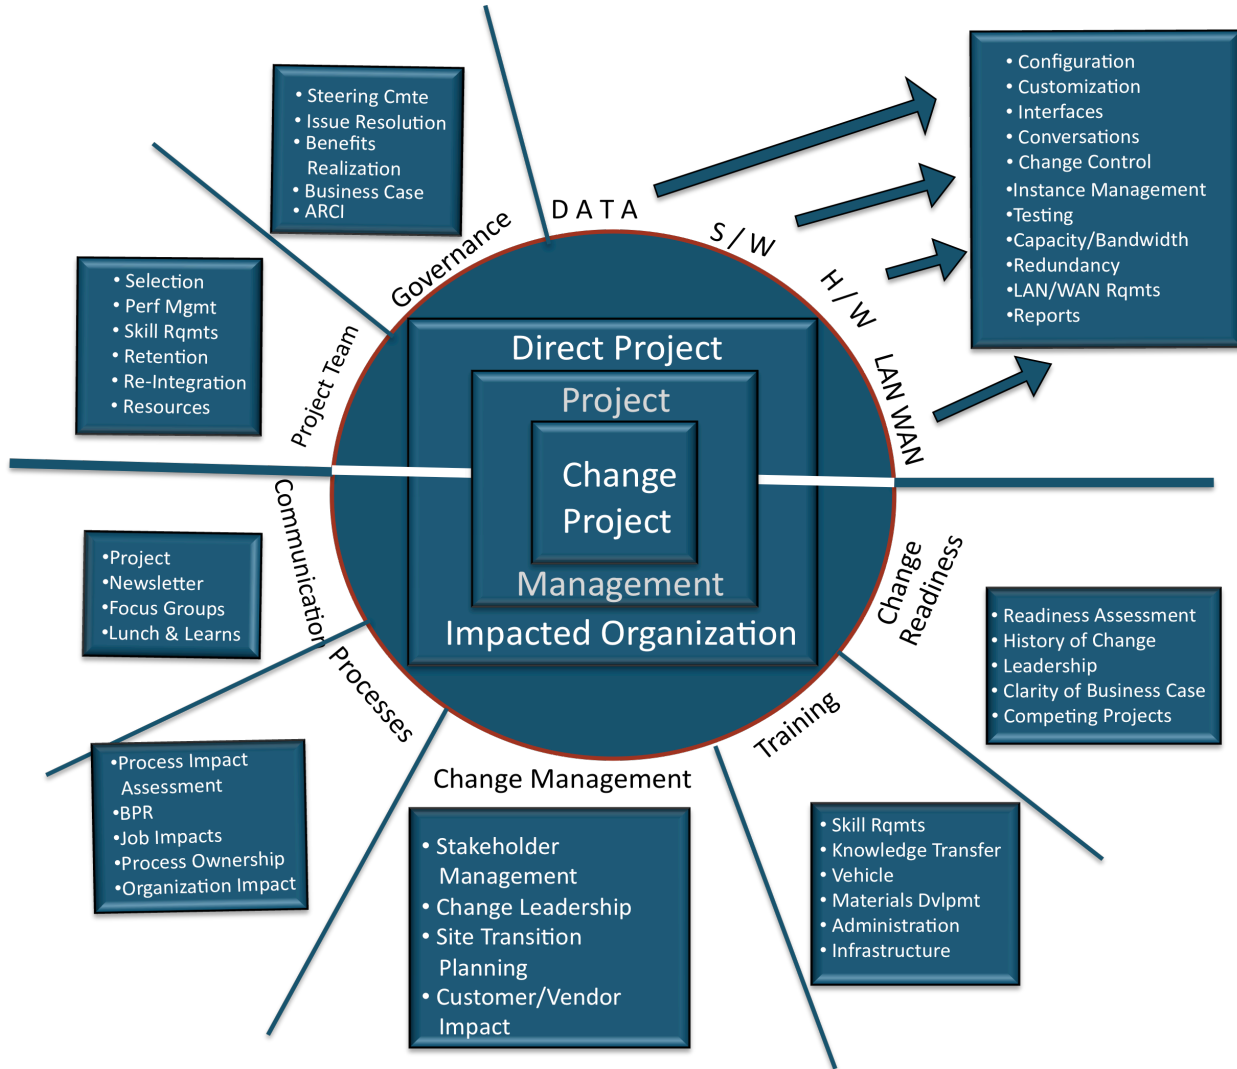 • Steering Cmte
• Issue Resolution
• Benefits
Realization
• Business Case
• ARCI
Governance
D A T A
S / W
H / W
LAN WAN
• Configuration
• Customization
• Interfaces
• Conversations
• Change Control
•Instance Management
•Testing
•Capacity/Bandwidth
•Redundancy
•LAN/WAN Rqmts
•Reports
• Selection
• Perf Mgmt
• Skill Rqmts
• Retention
• Re-Integration
• Resources
Project Team
Direct Project
Project
Change
Project
Management
Impacted Organization
Communication
•Project
•Newsletter
•Focus Groups
•Lunch & Learns
Change
Readiness
• Readiness Assessment
• History of Change
• Leadership
• Clarity of Business Case
• Competing Projects
Processes
•Process Impact
Assessment
•BPR
•Job Impacts
•Process Ownership
•Organization Impact
Change Management
• Stakeholder
Management
• Change Leadership
• Site Transition
Planning
• Customer/Vendor
Impact
Training
• Skill Rqmts
• Knowledge Transfer
• Vehicle
• Materials Dvlpmt
• Administration
• Infrastructure